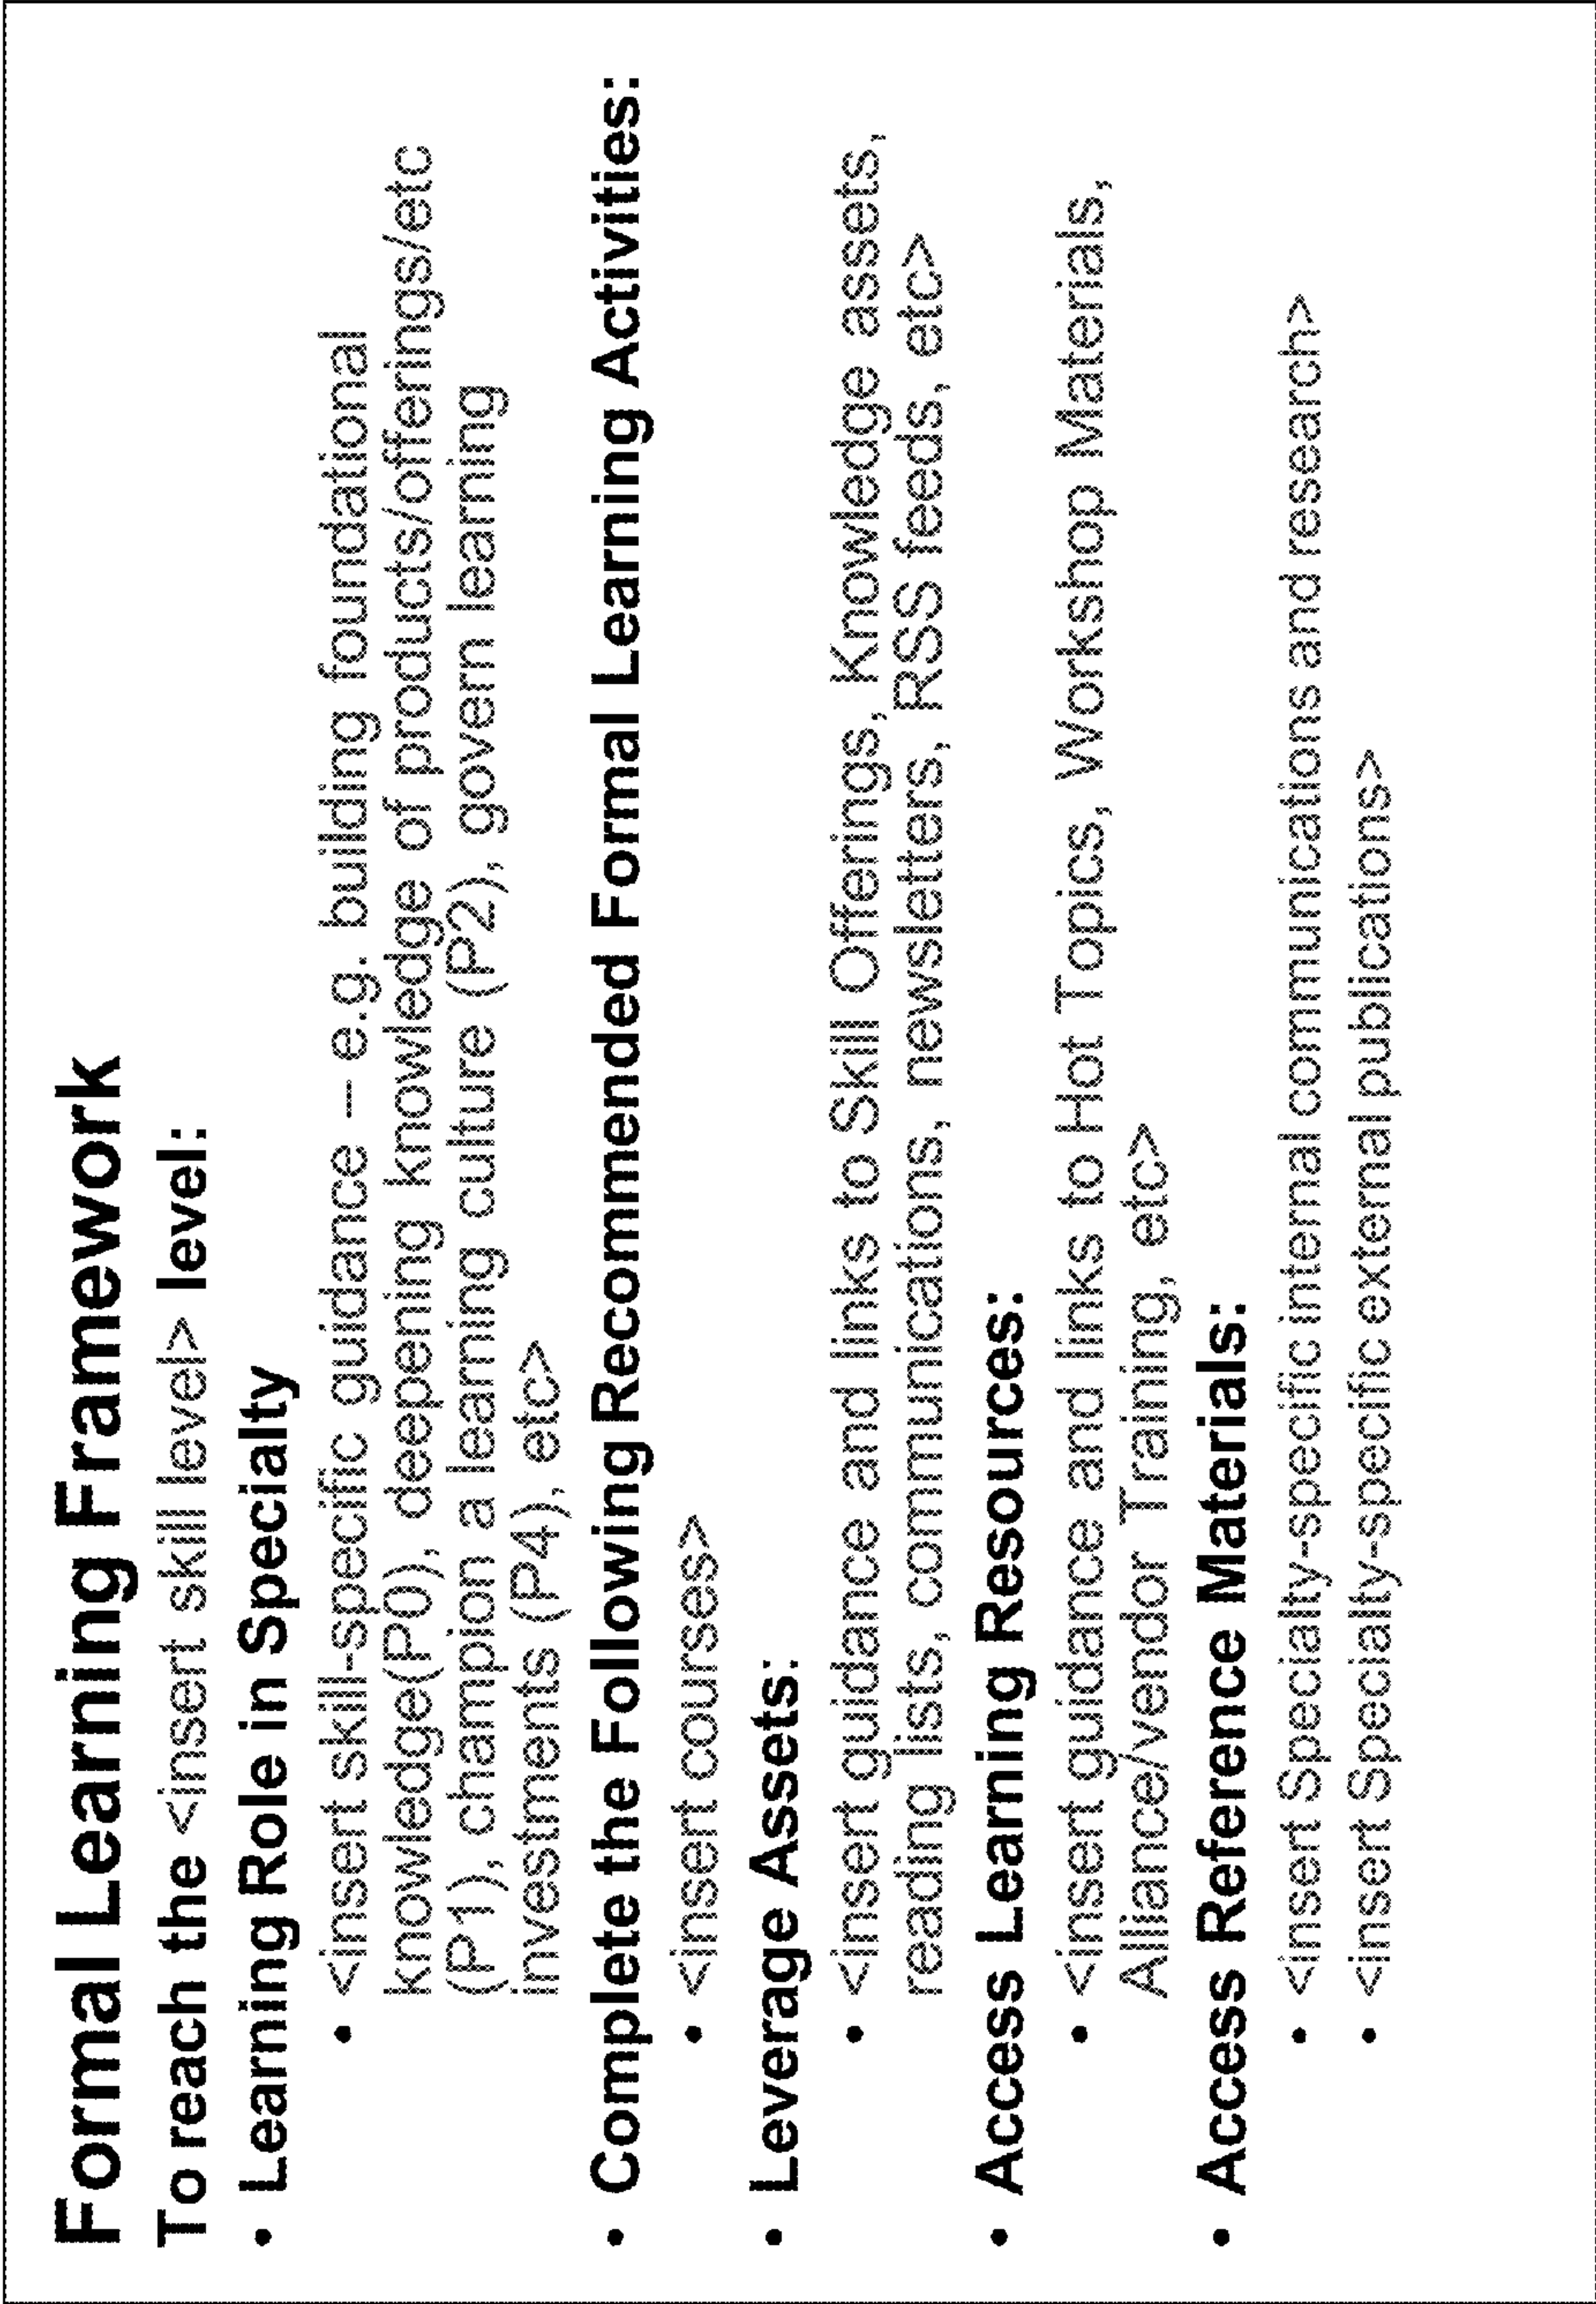 Formal Learning Framework
To reach the <insert skill level> level:
• Learning Role in Specialty
• <insert skill-specific guidance – e.g. building foundational
knowledge(P0), deepening knowledge of products/offerings/etc
(P1), champion a learning culture (P2), govern learning
investments (P4), etc>
• Complete the Following Recommended Formal Learning Activities:
• <insert courses>
• Leverage Assets:
• <insert guidance and links to Skill Offerings, Knowledge assets,
reading lists, communications, newsletters, RSS feeds, etc>
• Access Learning Resources:
• <insert guidance and links to Hot Topics, Workshop Materials,
Alliance/vendor Training, etc>
• Access Reference Materials:
• <insert Specialty-specific internal communications and research>
• <insert Specialty-specific external publications>